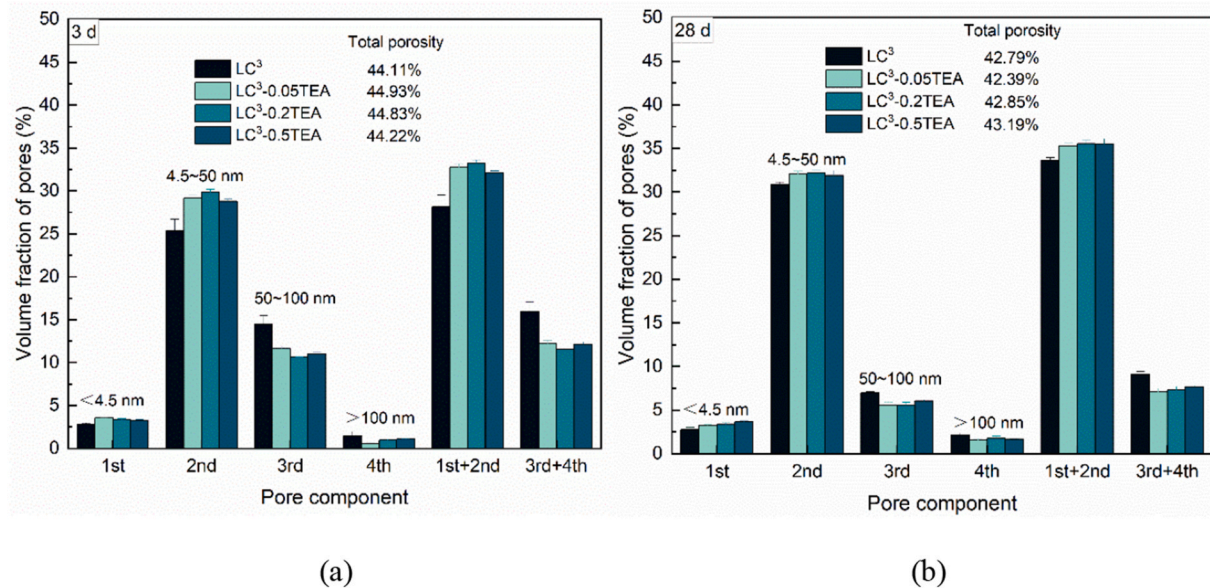 3 d
Total porosity
LC³ 44.11%
LC³-0.05TEA 44.93%
LC³-0.2TEA 44.83%
LC³-0.5TEA 44.22%
4.5~50 nm
50~100 nm
<4.5 nm
>100 nm
50
45
40
35
30
25
20
15
10
5
0
Volume fraction of pores (%)
1st 2nd 3rd 4th 1st+2nd 3rd+4th
Pore component
(a)
28 d
Total porosity
LC³ 42.79%
LC³-0.05TEA 42.39%
LC³-0.2TEA 42.85%
LC³-0.5TEA 43.19%
4.5~50 nm
50~100 nm
<4.5 nm
>100 nm
50
45
40
35
30
25
20
15
10
5
0
Volume fraction of pores (%)
1st 2nd 3rd 4th 1st+2nd 3rd+4th
Pore component
(b)